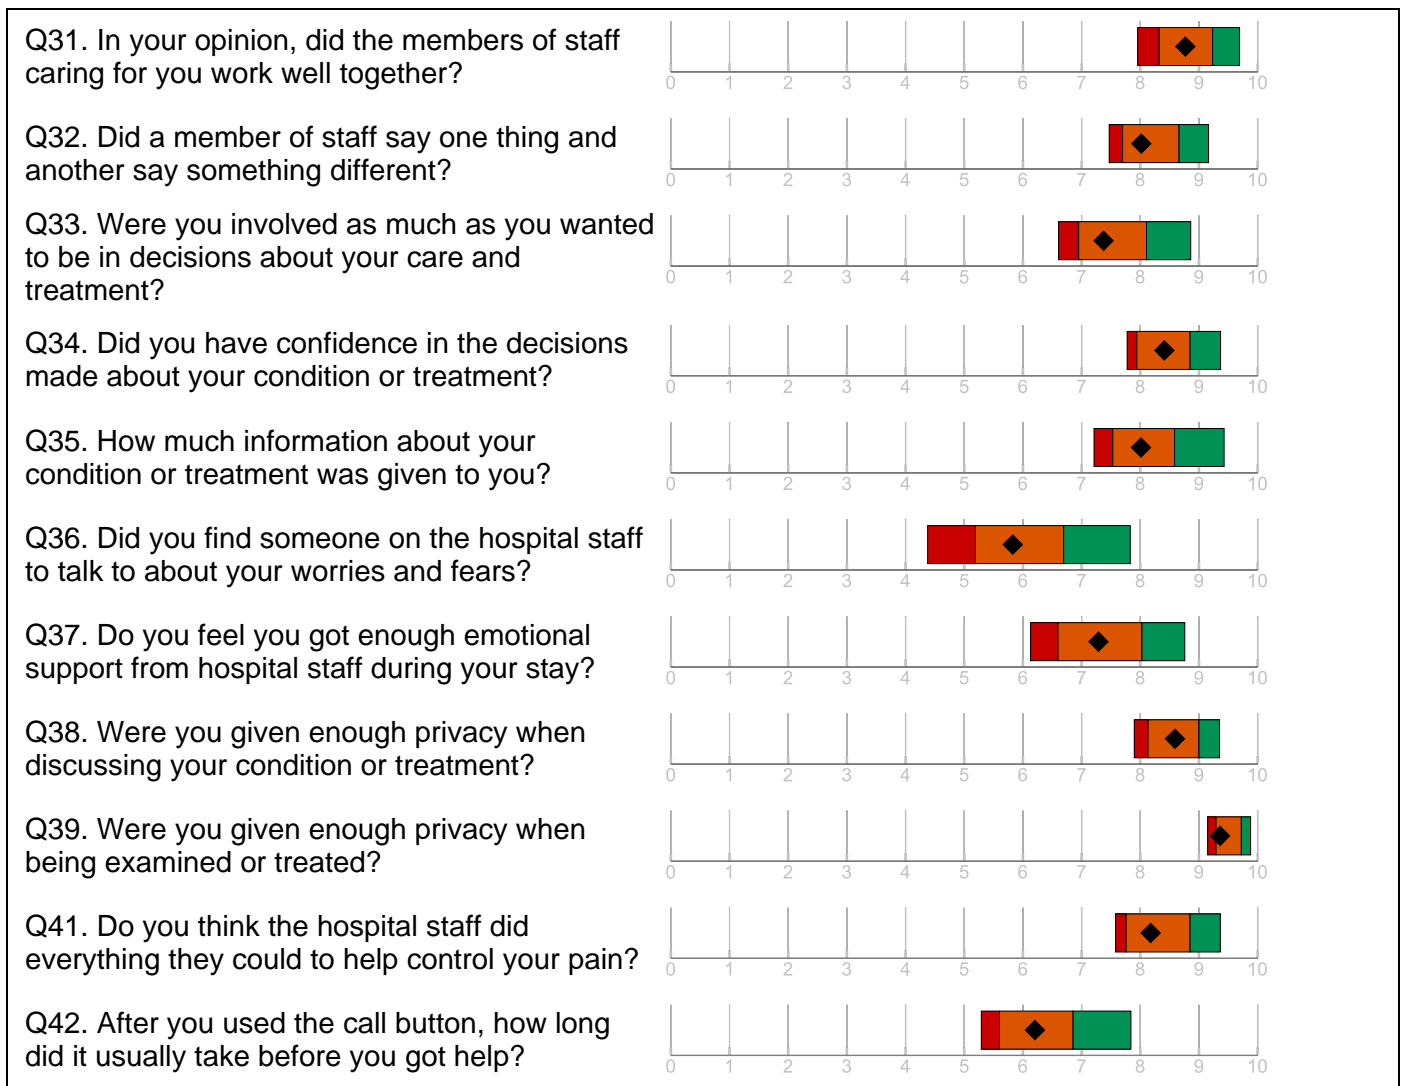 Q31. In your opinion, did the members of staff
caring for you work well together?
0 1 2 3 4 5 6 7 8 9 10
Q32. Did a member of staff say one thing and
another say something different?
0 1 2 3 4 5 6 7 8 9 10
Q33. Were you involved as much as you wanted
to be in decisions about your care and
treatment?
0 1 2 3 4 5 6 7 8 9 10
Q34. Did you have confidence in the decisions
made about your condition or treatment?
0 1 2 3 4 5 6 7 8 9 10
Q35. How much information about your
condition or treatment was given to you?
0 1 2 3 4 5 6 7 8 9 10
Q36. Did you find someone on the hospital staff
to talk to about your worries and fears?
0 1 2 3 4 5 6 7 8 9 10
Q37. Do you feel you got enough emotional
support from hospital staff during your stay?
0 1 2 3 4 5 6 7 8 9 10
Q38. Were you given enough privacy when
discussing your condition or treatment?
0 1 2 3 4 5 6 7 8 9 10
Q39. Were you given enough privacy when
being examined or treated?
0 1 2 3 4 5 6 7 8 9 10
Q41. Do you think the hospital staff did
everything they could to help control your pain?
0 1 2 3 4 5 6 7 8 9 10
Q42. After you used the call button, how long
did it usually take before you got help?
0 1 2 3 4 5 6 7 8 9 10